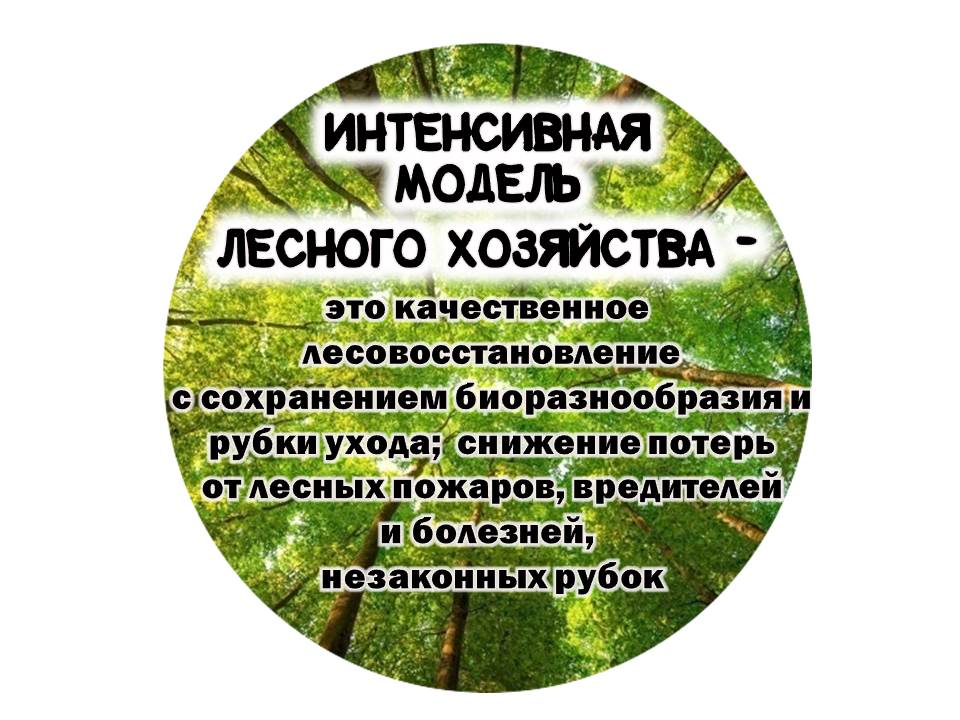 ИНТЕНСИВНАЯ
МОДЕЛЬ
ЛЕСНОГО ХОЗЯЙСТВА -
это качественное
лесовосстановление
с сохранением биоразнообразия и
рубки ухода; снижение потерь
от лесных пожаров, вредителей
и болезней,
незаконных рубок